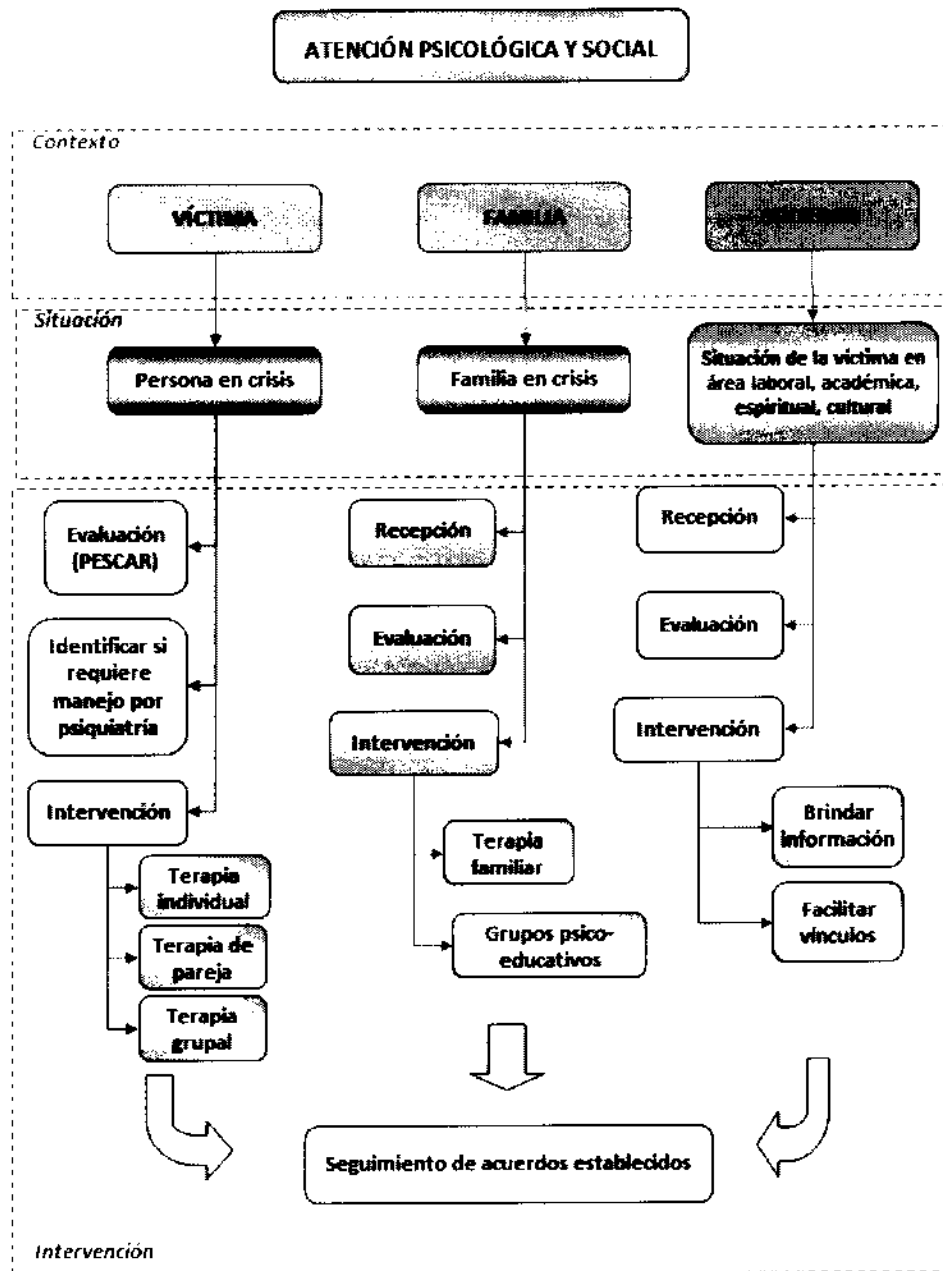 ATENCIÓN PSICOLÓGICA Y SOCIAL
Contexto
VÍCTIMA
FAMILIA
Situación
Persona en crisis
Familia en crisis
Situación de la víctima en
área laboral, académica,
espiritual, cultural
Evaluación
(PESCAR)
Identificar si
requiere
manejo por
psiquiatría
Intervención
Terapia
individual
Terapia de
pareja
Terapia
grupal
Recepción
Evaluación
Intervención
Terapia
familiar
Grupos psico-
educativos
Recepción
Evaluación
Intervención
Brindar
información
Facilitar
vínculos
Seguimiento de acuerdos establecidos
Intervención